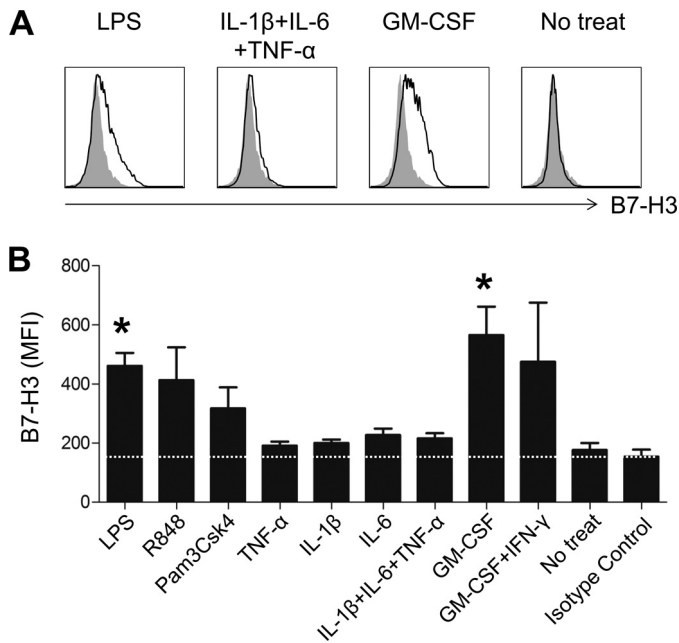 A
LPS
IL-1β+IL-6
+TNF-α
GM-CSF
No treat
B7-H3
B
B7-H3 (MFI)
800
600
400
200
0
*
*
LPS
R848
Pam3Csk4
TNF-α
IL-1β
IL-6
IL-1β+IL-6+TNF-α
GM-CSF
GM-CSF+IFN-γ
No treat
Isotype Control